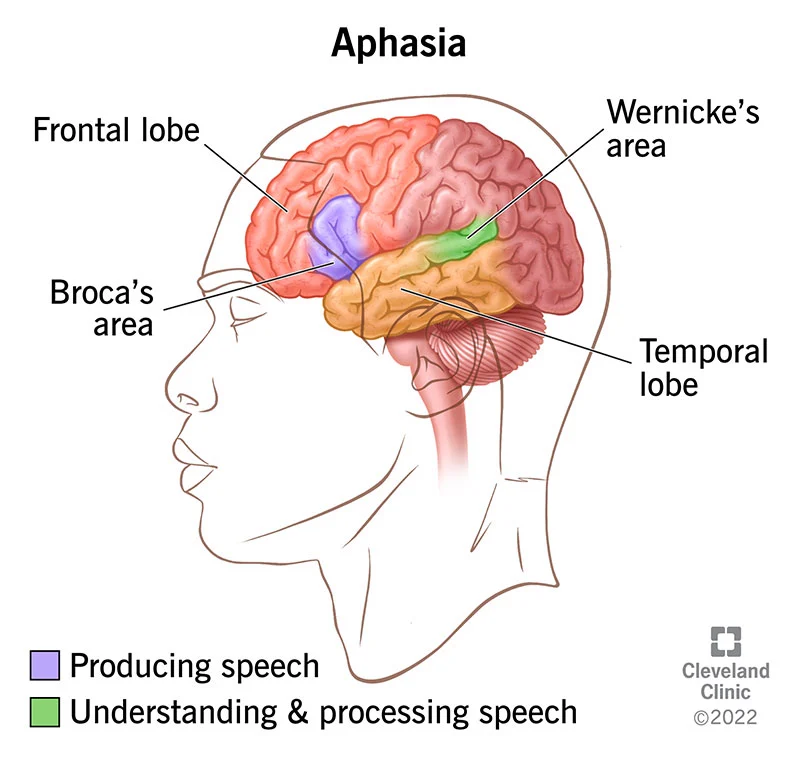 Aphasia
Frontal lobe
Wernicke's
area
Broca's
area
Temporal
lobe
Producing speech
Understanding & processing speech
Cleveland
Clinic
©2022